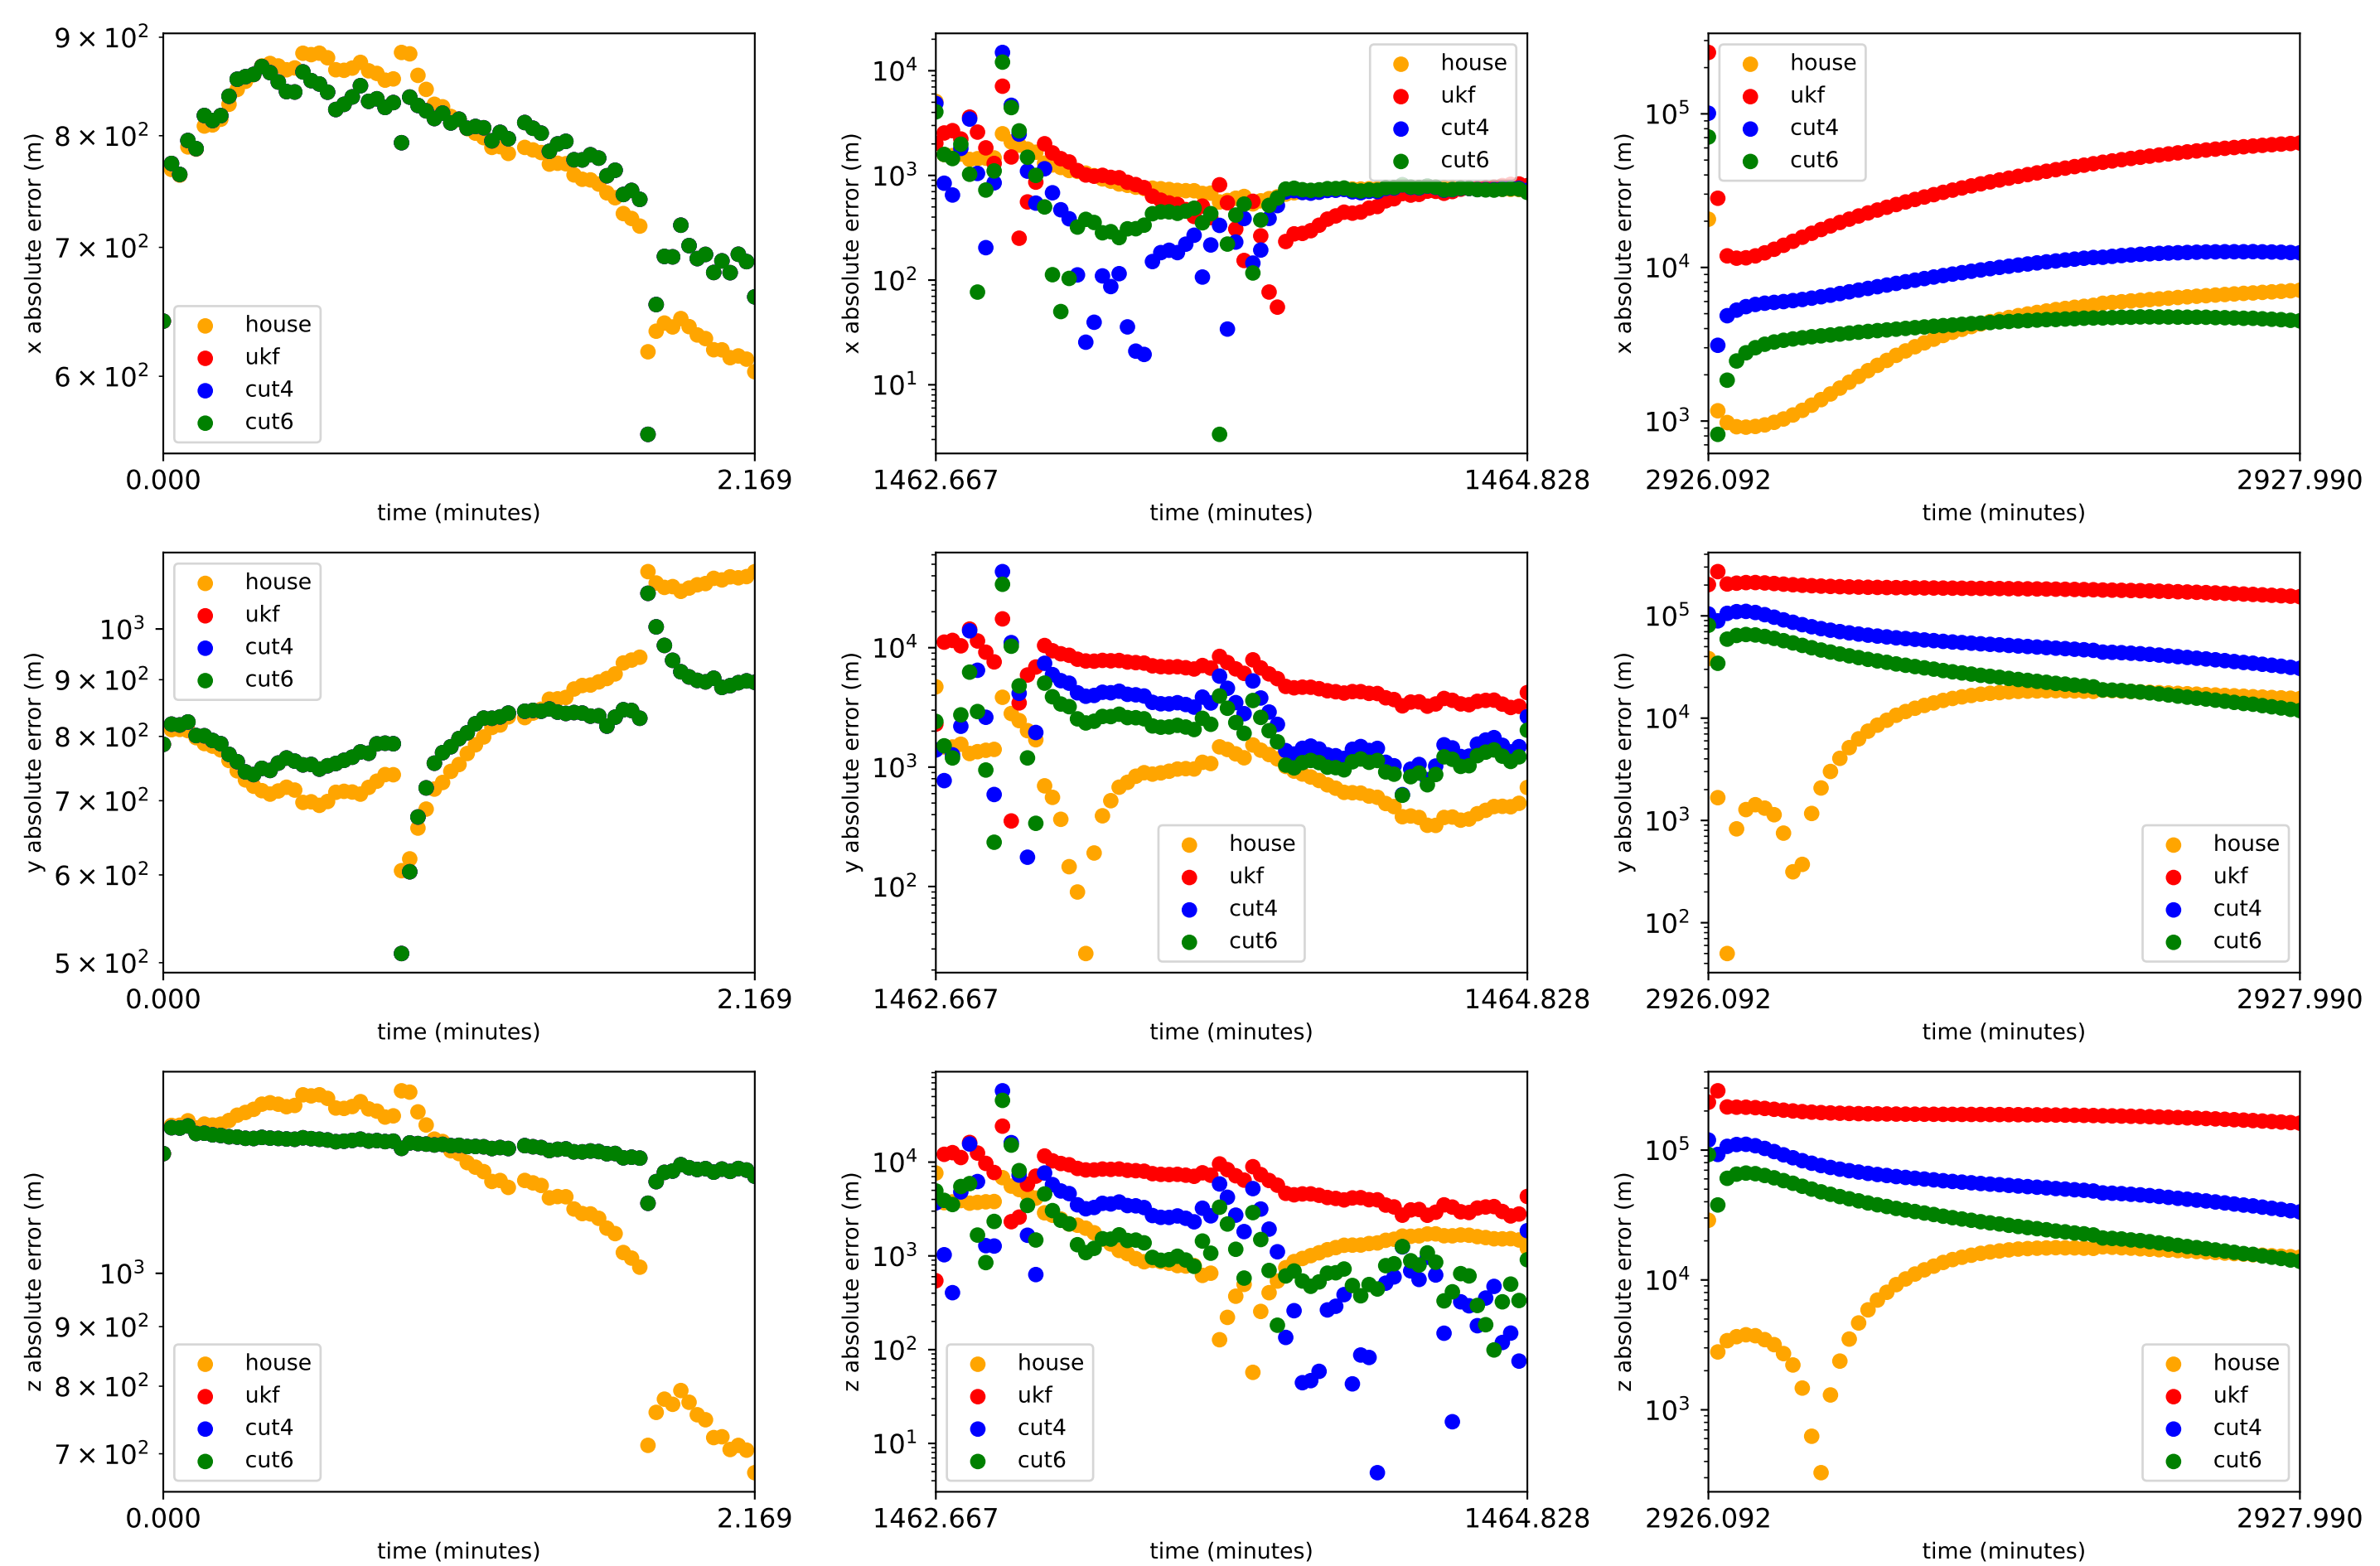 9 × 10²
8 × 10²
7 × 10²
6 × 10²
x absolute error (m)
house
ukf
cut4
cut6
0.000
2.169
time (minutes)
10⁴
10³
10²
10¹
x absolute error (m)
house
ukf
cut4
cut6
1462.667
1464.828
time (minutes)
10⁵
10⁴
10³
x absolute error (m)
house
ukf
cut4
cut6
2926.092
2927.990
time (minutes)
10³
9 × 10²
8 × 10²
7 × 10²
6 × 10²
5 × 10²
y absolute error (m)
house
ukf
cut4
cut6
0.000
2.169
time (minutes)
10⁴
10³
10²
y absolute error (m)
house
ukf
cut4
cut6
1462.667
1464.828
time (minutes)
10⁵
10⁴
10³
10²
y absolute error (m)
house
ukf
cut4
cut6
2926.092
2927.990
time (minutes)
10³
9 × 10²
8 × 10²
7 × 10²
z absolute error (m)
house
ukf
cut4
cut6
0.000
2.169
time (minutes)
10⁴
10³
10²
10¹
z absolute error (m)
house
ukf
cut4
cut6
1462.667
1464.828
time (minutes)
10⁵
10⁴
10³
z absolute error (m)
house
ukf
cut4
cut6
2926.092
2927.990
time (minutes)